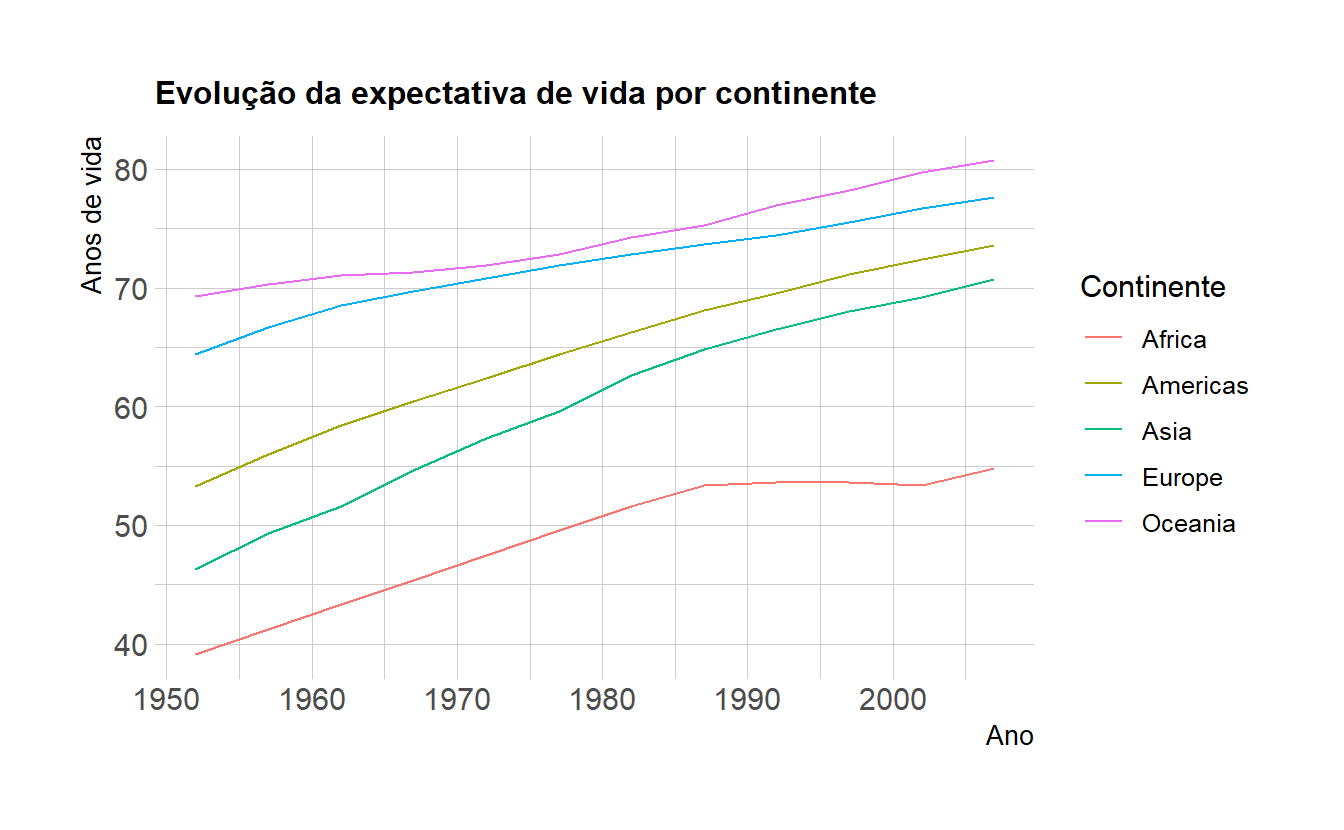 Evolução da expectativa de vida por continente
Anos de vida
80
70
60
50
40
1950 1960 1970 1980 1990 2000
Ano
Continente
Africa
Americas
Asia
Europe
Oceania